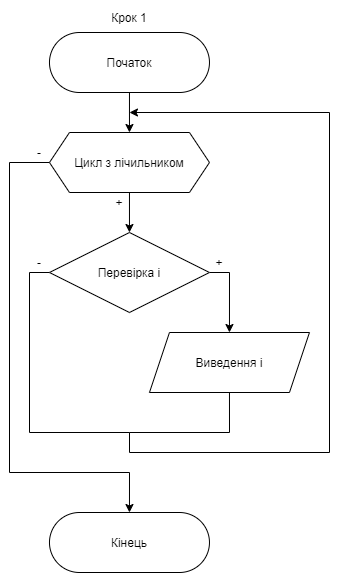 Крок 1
Початок
-
Цикл з лічильником
+
-
Перевірка і
+
Виведення і
Кінець